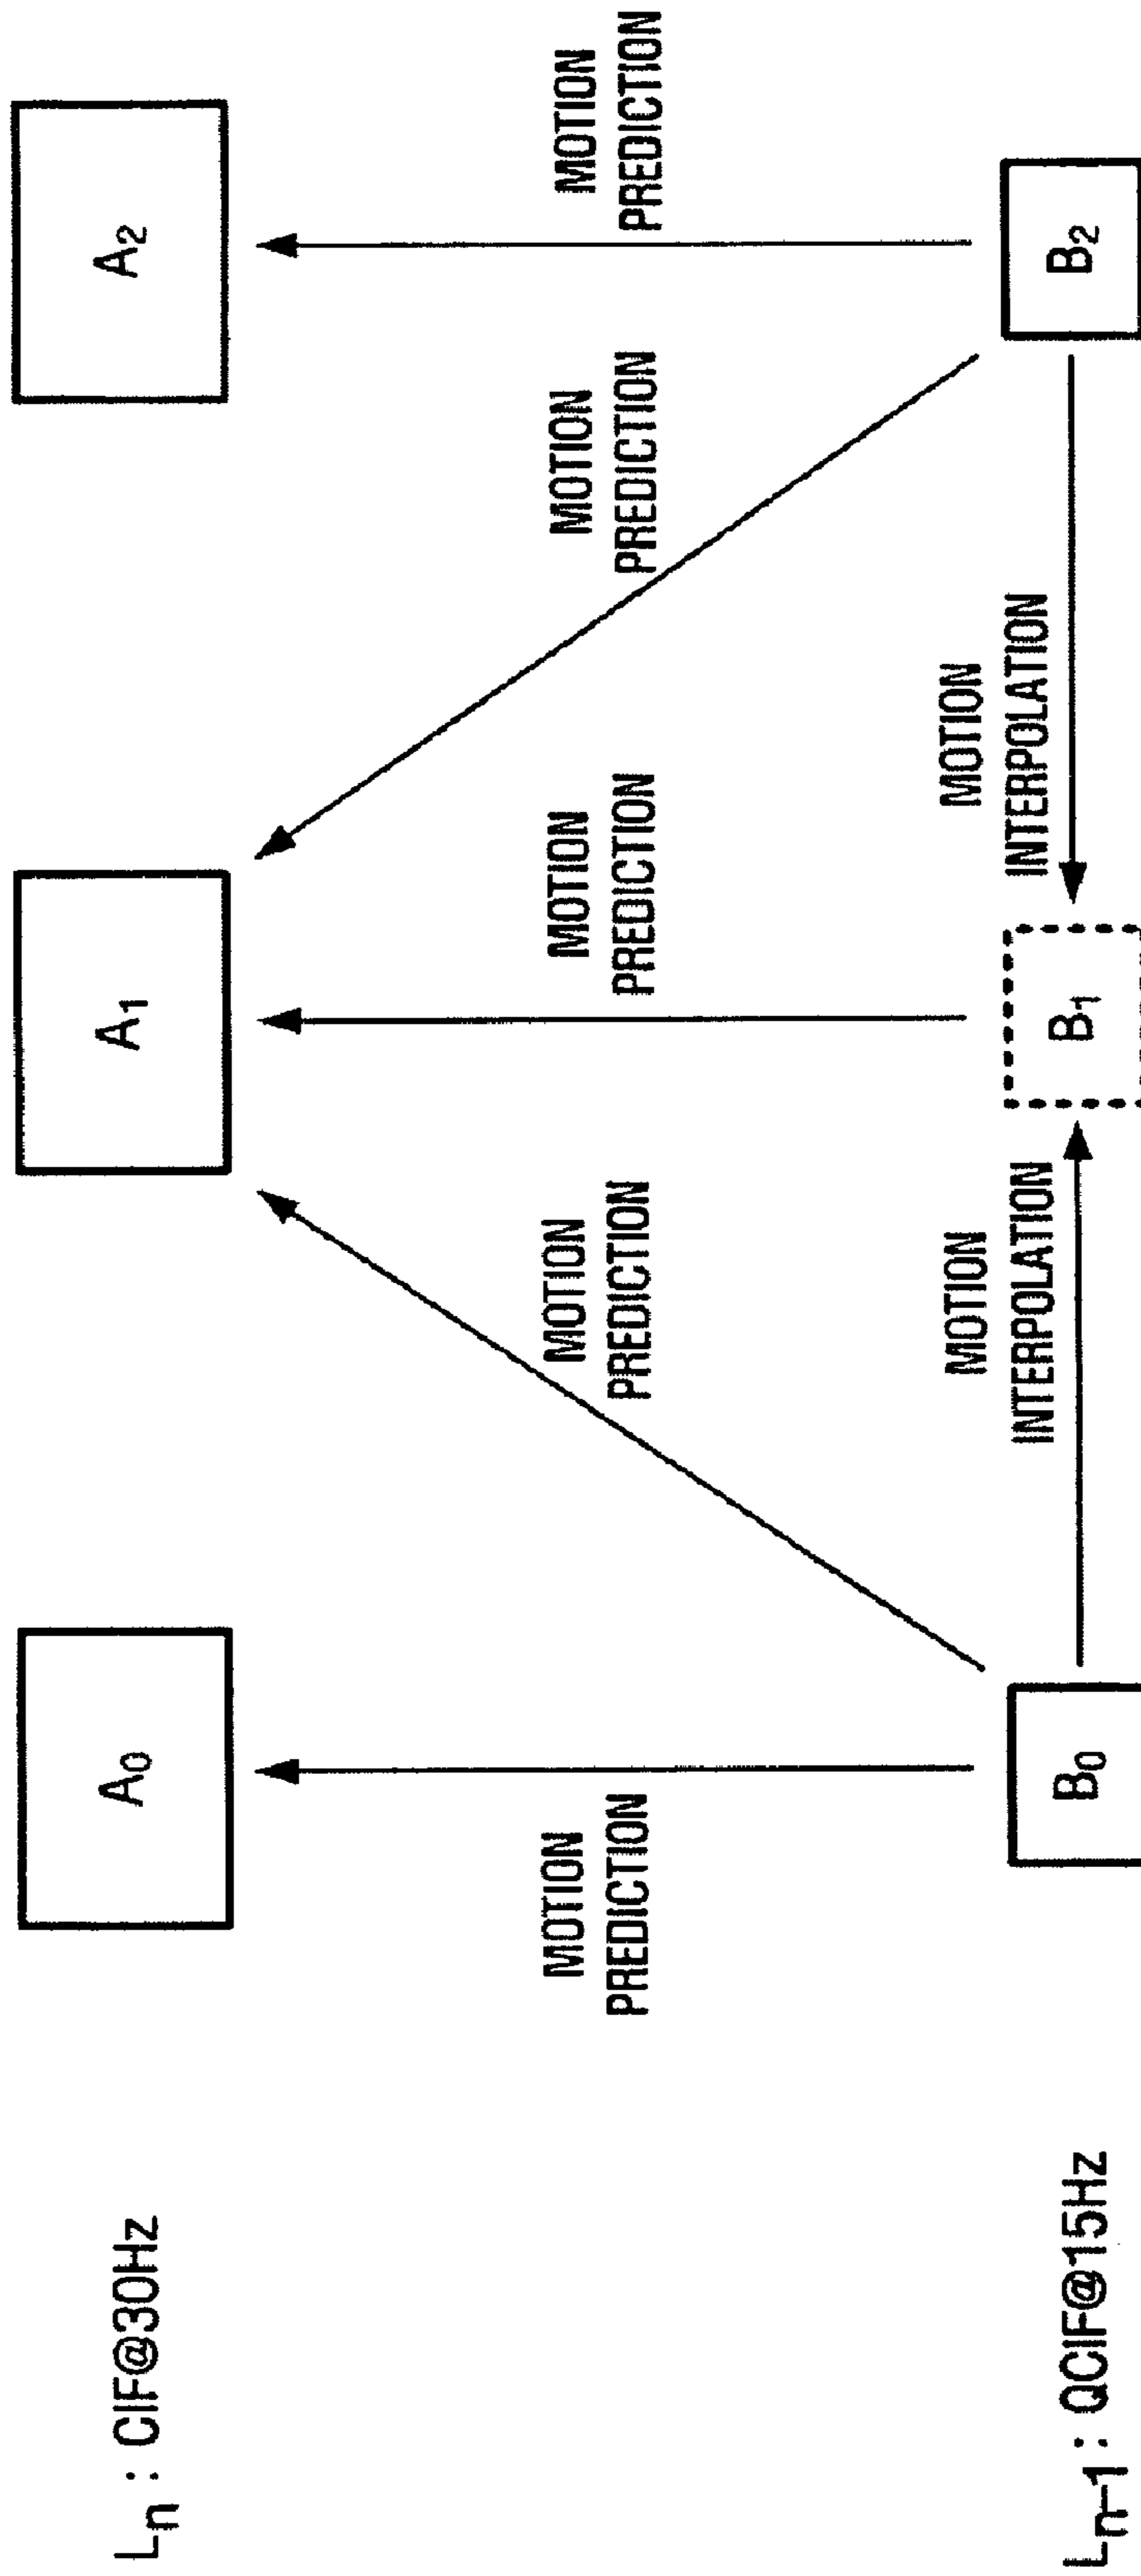 Lₙ : CIF@30Hz
A₀
A₁
A₂
MOTION
PREDICTION
MOTION
PREDICTION
MOTION
PREDICTION
MOTION
PREDICTION
MOTION
PREDICTION
MOTION
INTERPOLATION
MOTION
INTERPOLATION
Lₙ₋₁ : QCIF@15Hz
B₀
B₁
B₂